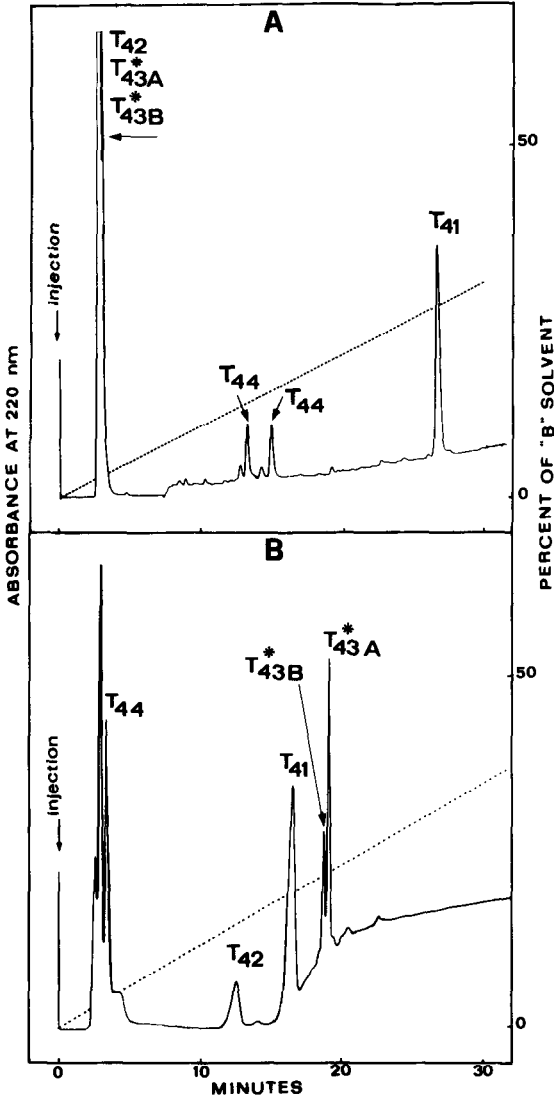 A
T42
T*43A
T*43B
50
injection
T41
T44
T44
0
ABSORBANCE AT 220 nm
PERCENT OF "B" SOLVENT
B
T*43A
T*43B
50
T44
T41
injection
T42
0
0 10 20 30
MINUTES